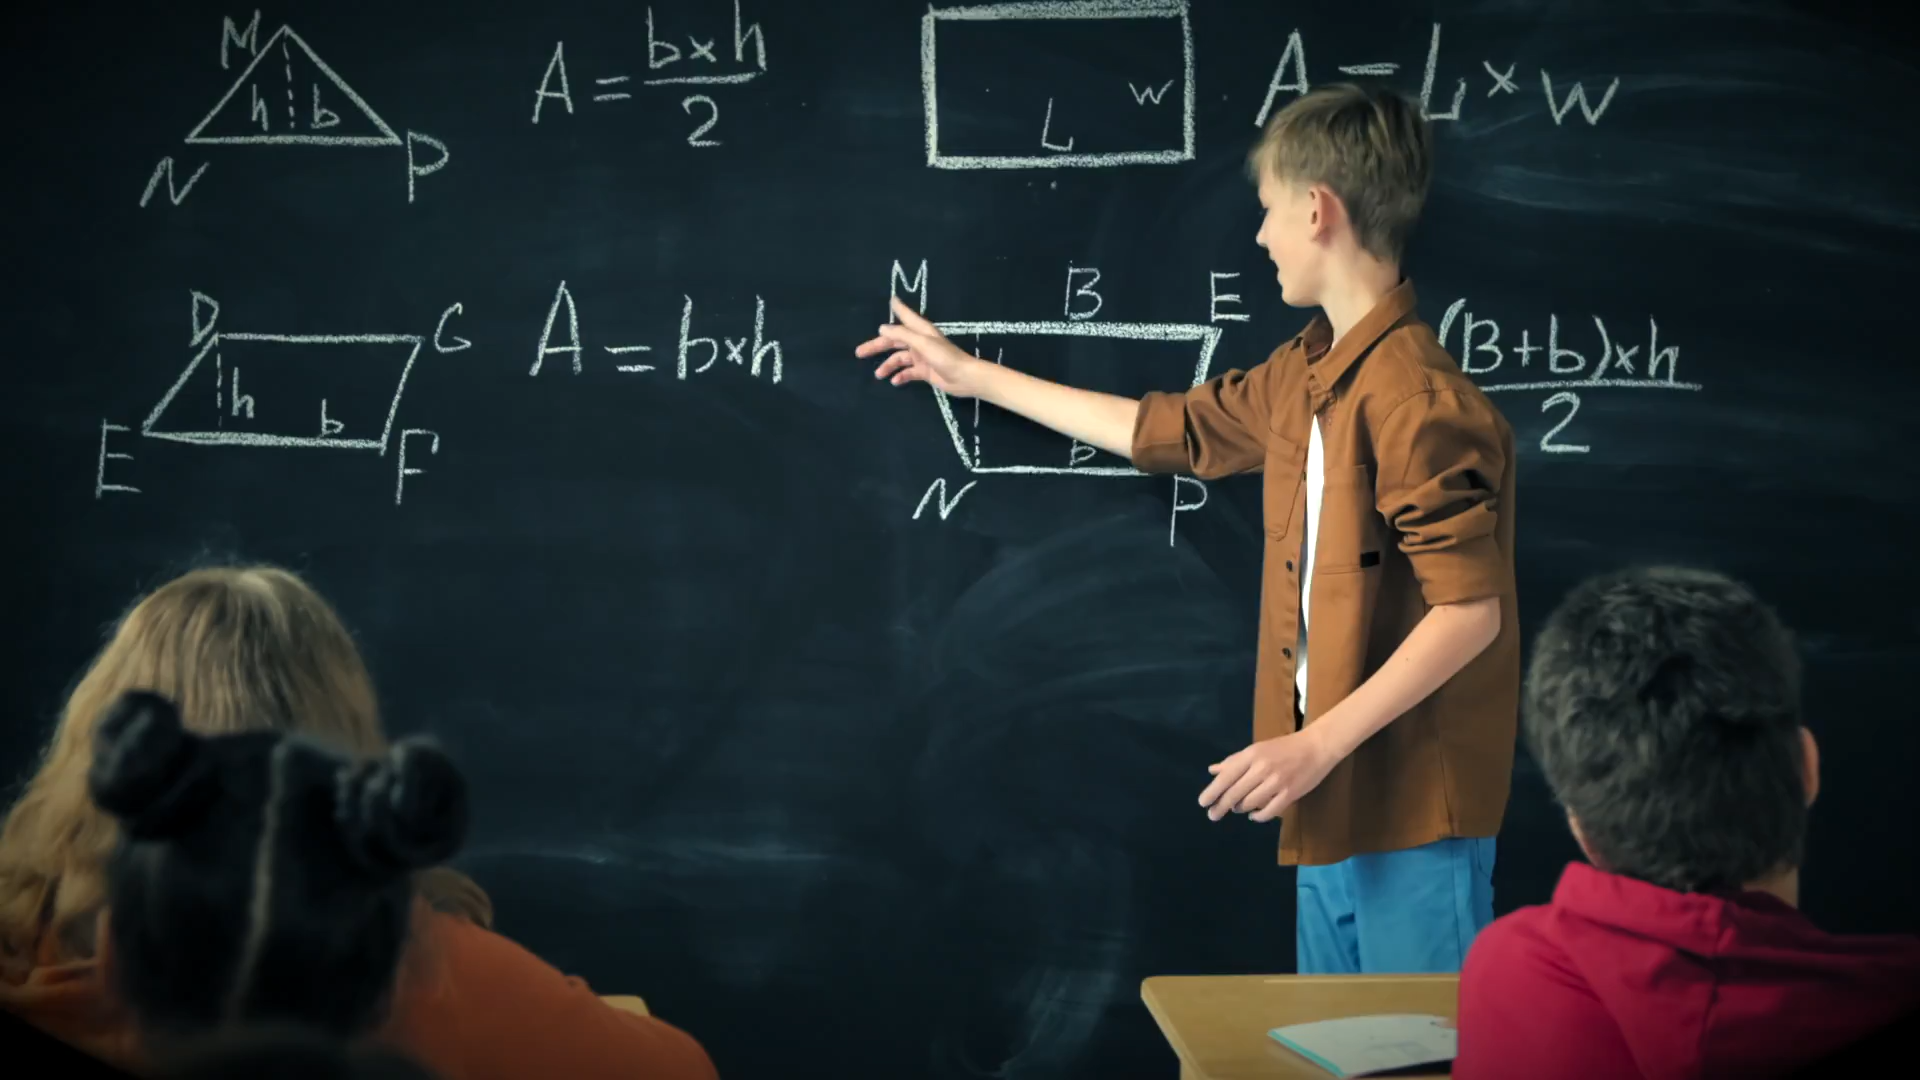 M
h b
N P
A = b×h / 2
L W
A = L × W
D G
h b
E F
A = b×h
M B E
b
N P
(B+b)×h / 2